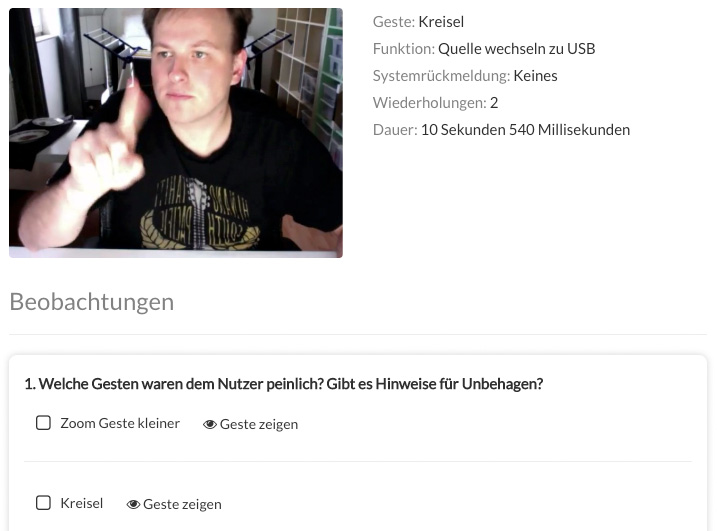 Geste: Kreisel
Funktion: Quelle wechseln zu USB
Systemrückmeldung: Keines
Wiederholungen: 2
Dauer: 10 Sekunden 540 Millisekunden
Beobachtungen
1. Welche Gesten waren dem Nutzer peinlich? Gibt es Hinweise für Unbehagen?
Zoom Geste kleiner Geste zeigen
Kreisel Geste zeigen